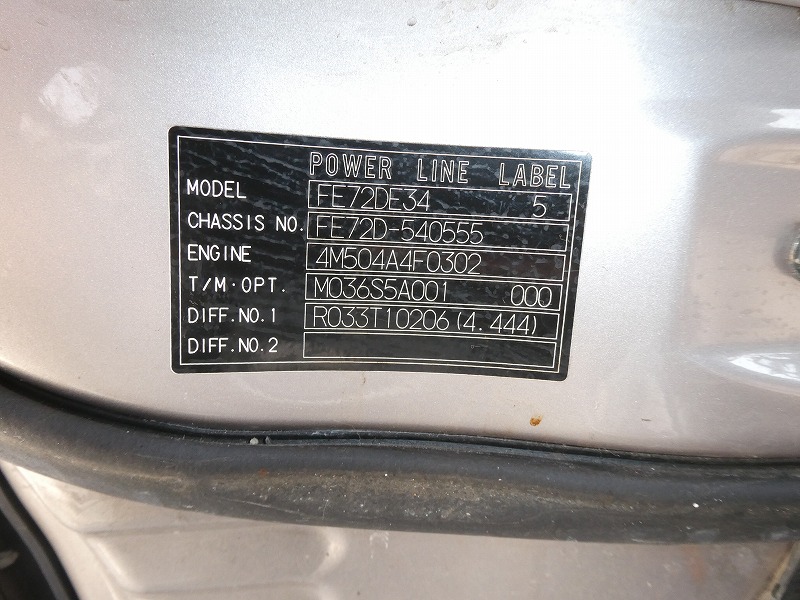 POWER LINE LABEL
MODEL FE72DE34 5
CHASSIS NO. FE72D-540555
ENGINE 4M504A4F0302
T/M·OPT. M036S5A001 000
DIFF.NO.1 R033T10206(4.444)
DIFF.NO.2